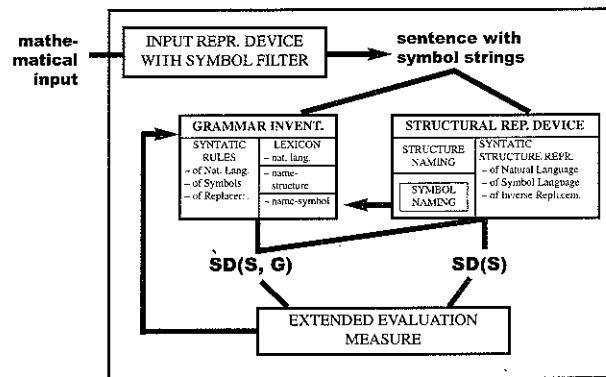 mathe-
matical
input
INPUT REPR. DEVICE
WITH SYMBOL FILTER
sentence with
symbol strings
GRAMMAR INVENT.
SYNTATIC
RULES
– of Nat. Lang.
– of Symbols
– of Replacem.
LEXICON
– nat. lang.
– name-
structure
– name-symbol
STRUCTURAL REP. DEVICE
STRUCTURE
NAMING
SYMBOL
NAMING
SYNTATIC
STRUCTURE REPR.
– of Natural Language
– of Symbol Language
– of Inverse Replacem.
SD(S, G)
SD(S)
EXTENDED EVALUATION
MEASURE